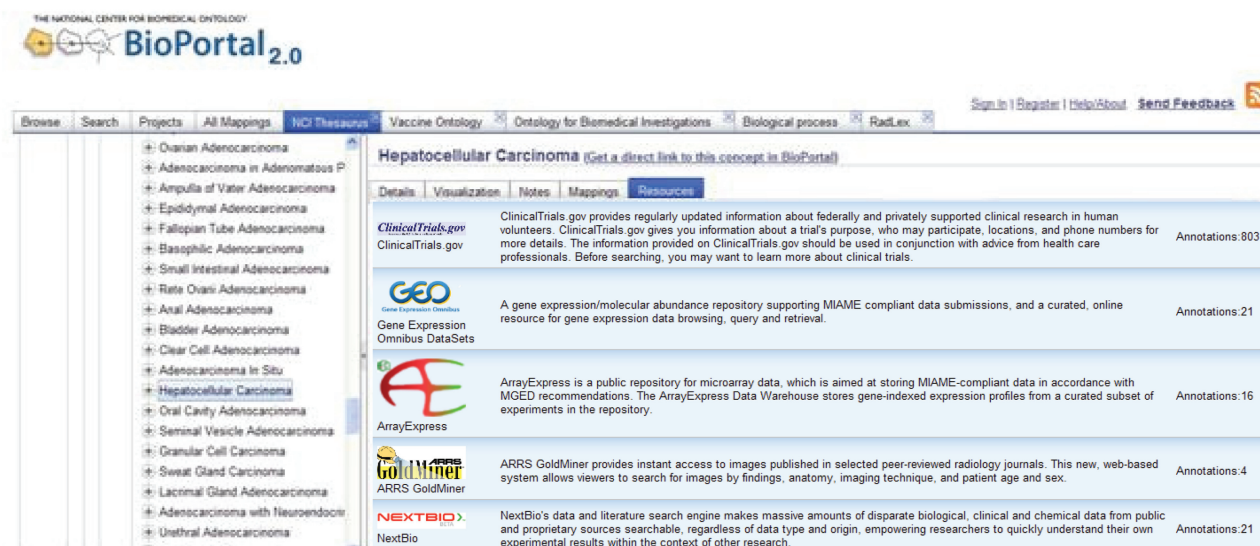 THE NATIONAL CENTER FOR BIOMEDICAL ONTOLOGY
BioPortal 2.0
Sign In | Register | Help/About Send Feedback
Browse Search Projects All Mappings NCI Thesaurus Vaccine Ontology Ontology for Biomedical Investigations Biological process RadLex
Ovarian Adenocarcinoma
Adenocarcinoma in Adenomatous P
Ampulla of Vater Adenocarcinoma
Epididymal Adenocarcinoma
Fallopian Tube Adenocarcinoma
Basophilic Adenocarcinoma
Small Intestinal Adenocarcinoma
Rete Ovarii Adenocarcinoma
Anal Adenocarcinoma
Bladder Adenocarcinoma
Clear Cell Adenocarcinoma
Adenocarcinoma In Situ
Hepatocellular Carcinoma
Oral Cavity Adenocarcinoma
Seminal Vesicle Adenocarcinoma
Granular Cell Carcinoma
Sweat Gland Carcinoma
Lacrimal Gland Adenocarcinoma
Adenocarcinoma with Neuroendocrin
Urethral Adenocarcinoma
Hepatocellular Carcinoma (Get a direct link to this concept in BioPortal)
Details Visualization Notes Mappings Resources
ClinicalTrials.gov
ClinicalTrials.gov
ClinicalTrials.gov provides regularly updated information about federally and privately supported clinical research in human
volunteers. ClinicalTrials.gov gives you information about a trial's purpose, who may participate, locations, and phone numbers for
more details. The information provided on ClinicalTrials.gov should be used in conjunction with advice from health care
professionals. Before searching, you may want to learn more about clinical trials.
Annotations:803
GEO
Gene Expression Omnibus
Gene Expression
Omnibus DataSets
A gene expression/molecular abundance repository supporting MIAME compliant data submissions, and a curated, online
resource for gene expression data browsing, query and retrieval.
Annotations:21
ArrayExpress
ArrayExpress is a public repository for microarray data, which is aimed at storing MIAME-compliant data in accordance with
MGED recommendations. The ArrayExpress Data Warehouse stores gene-indexed expression profiles from a curated subset of
experiments in the repository.
Annotations:16
ARRS
GoldMiner
ARRS GoldMiner
ARRS GoldMiner provides instant access to images published in selected peer-reviewed radiology journals. This new, web-based
system allows viewers to search for images by findings, anatomy, imaging technique, and patient age and sex.
Annotations:4
NEXTBIO
BETA
NextBio
NextBio's data and literature search engine makes massive amounts of disparate biological, clinical and chemical data from public
and proprietary sources searchable, regardless of data type and origin, empowering researchers to quickly understand their own
experimental results within the context of other research.
Annotations:21